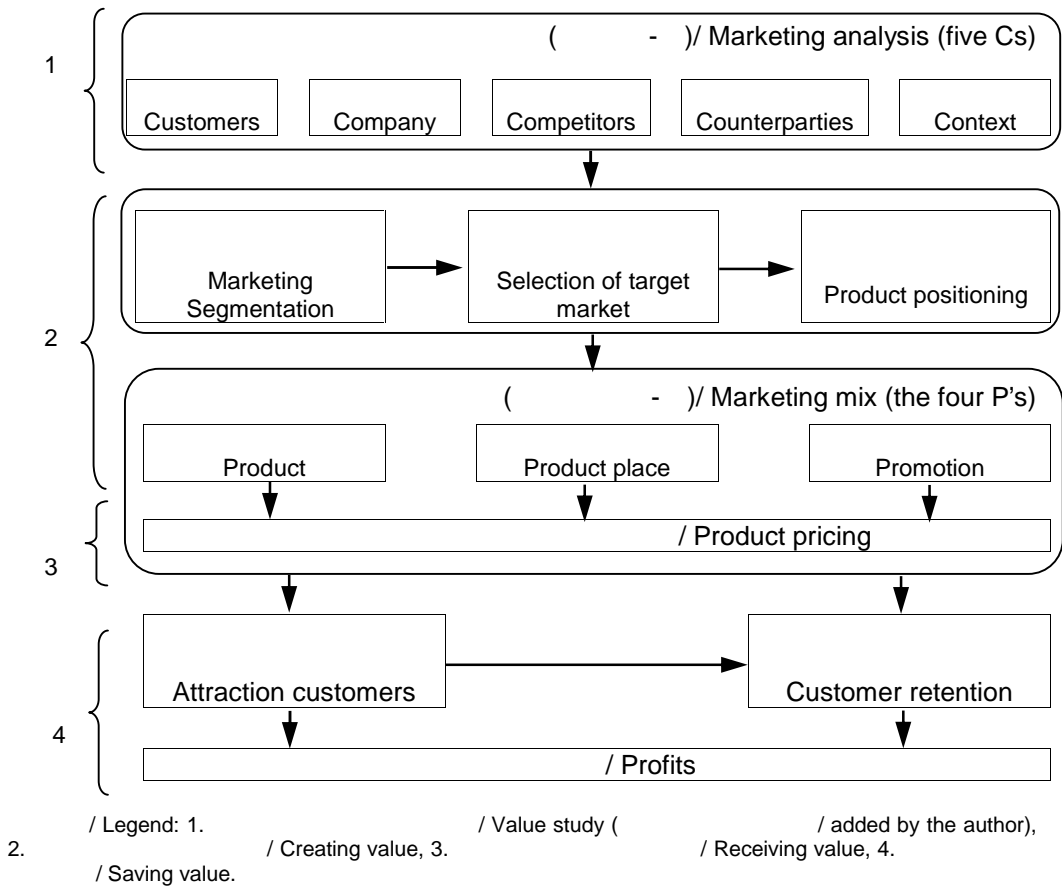 ( - )/ Marketing analysis (five Cs)
1
Customers Company Competitors Counterparties Context
Marketing
Segmentation
Selection of target
market
Product positioning
2
( - )/ Marketing mix (the four P's)
Product Product place Promotion
/ Product pricing
3
Attraction customers Customer retention
4
/ Profits
/ Legend: 1. / Value study ( / added by the author),
2. / Creating value, 3. / Receiving value, 4.
/ Saving value.